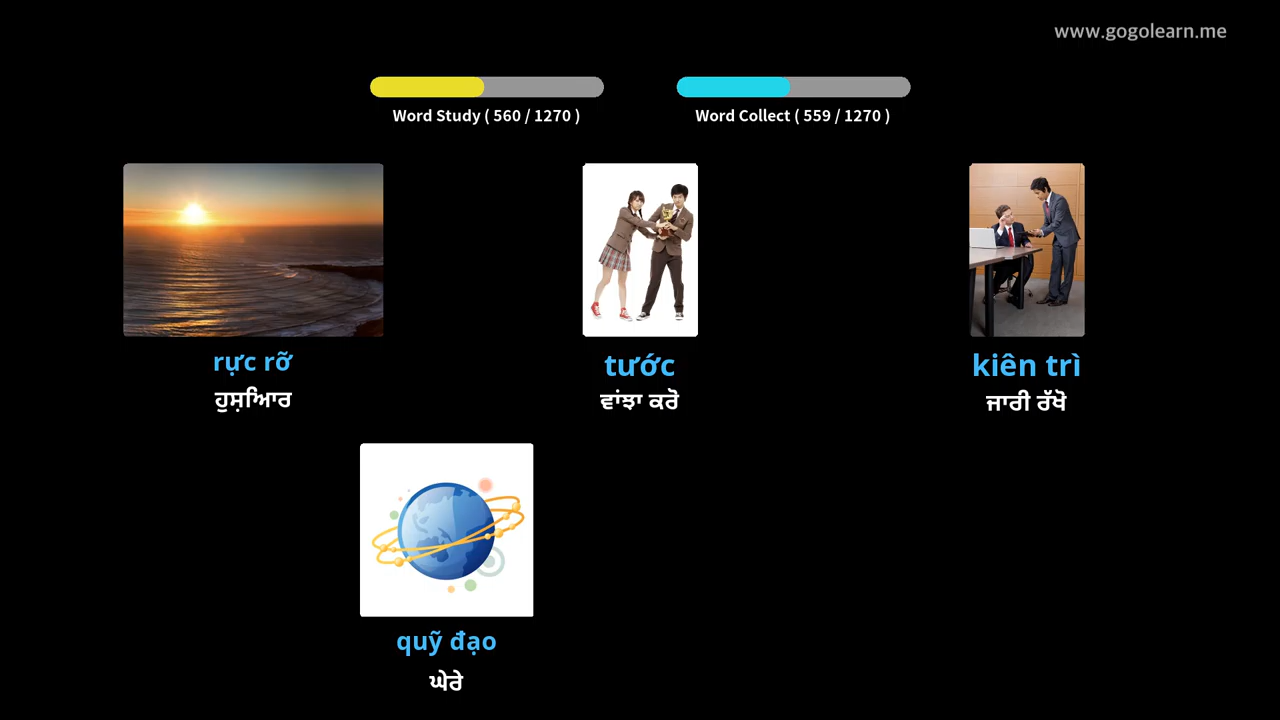 www.gogolearn.me
Word Study ( 560 / 1270 )
Word Collect ( 559 / 1270 )
rực rỡ
ਹੁਸ਼ਿਆਰ
tước
ਵਾਂਝਾ ਕਰੋ
kiên trì
ਜਾਰੀ ਰੱਖੋ
quỹ đạo
ਘੇਰੇ